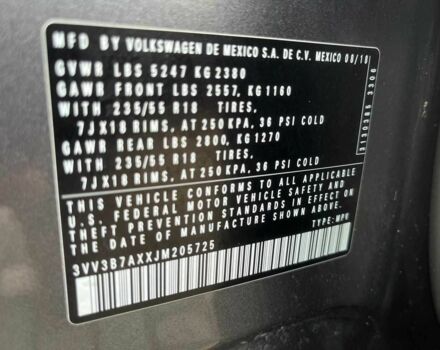 MFD BY VOLKSWAGEN DE MEXICO S.A. DE C.V. MEXICO 08/18
GVWR LBS 5247 KG 2380
GAWR FRONT LBS 2557, KG 1160
WITH 235/55 R18 TIRES,
7JX18 RIMS, AT 250 KPA, 36 PSI COLD
GAWR REAR LBS 2800, KG 1270
WITH 235/55 R18 TIRES,
7JX18 RIMS, AT 250 KPA, 36 PSI COLD
THIS VEHICLE CONFORMS TO ALL APPLICABLE
U.S. FEDERAL MOTOR VEHICLE SAFETY AND
THEFT PREVENTION STANDARDS IN EFFECT ON
THE DATE OF MANUFACTURE SHOWN ABOVE.
3VV3B7AXXJM205725 TYPE: MPV
3130385 3306